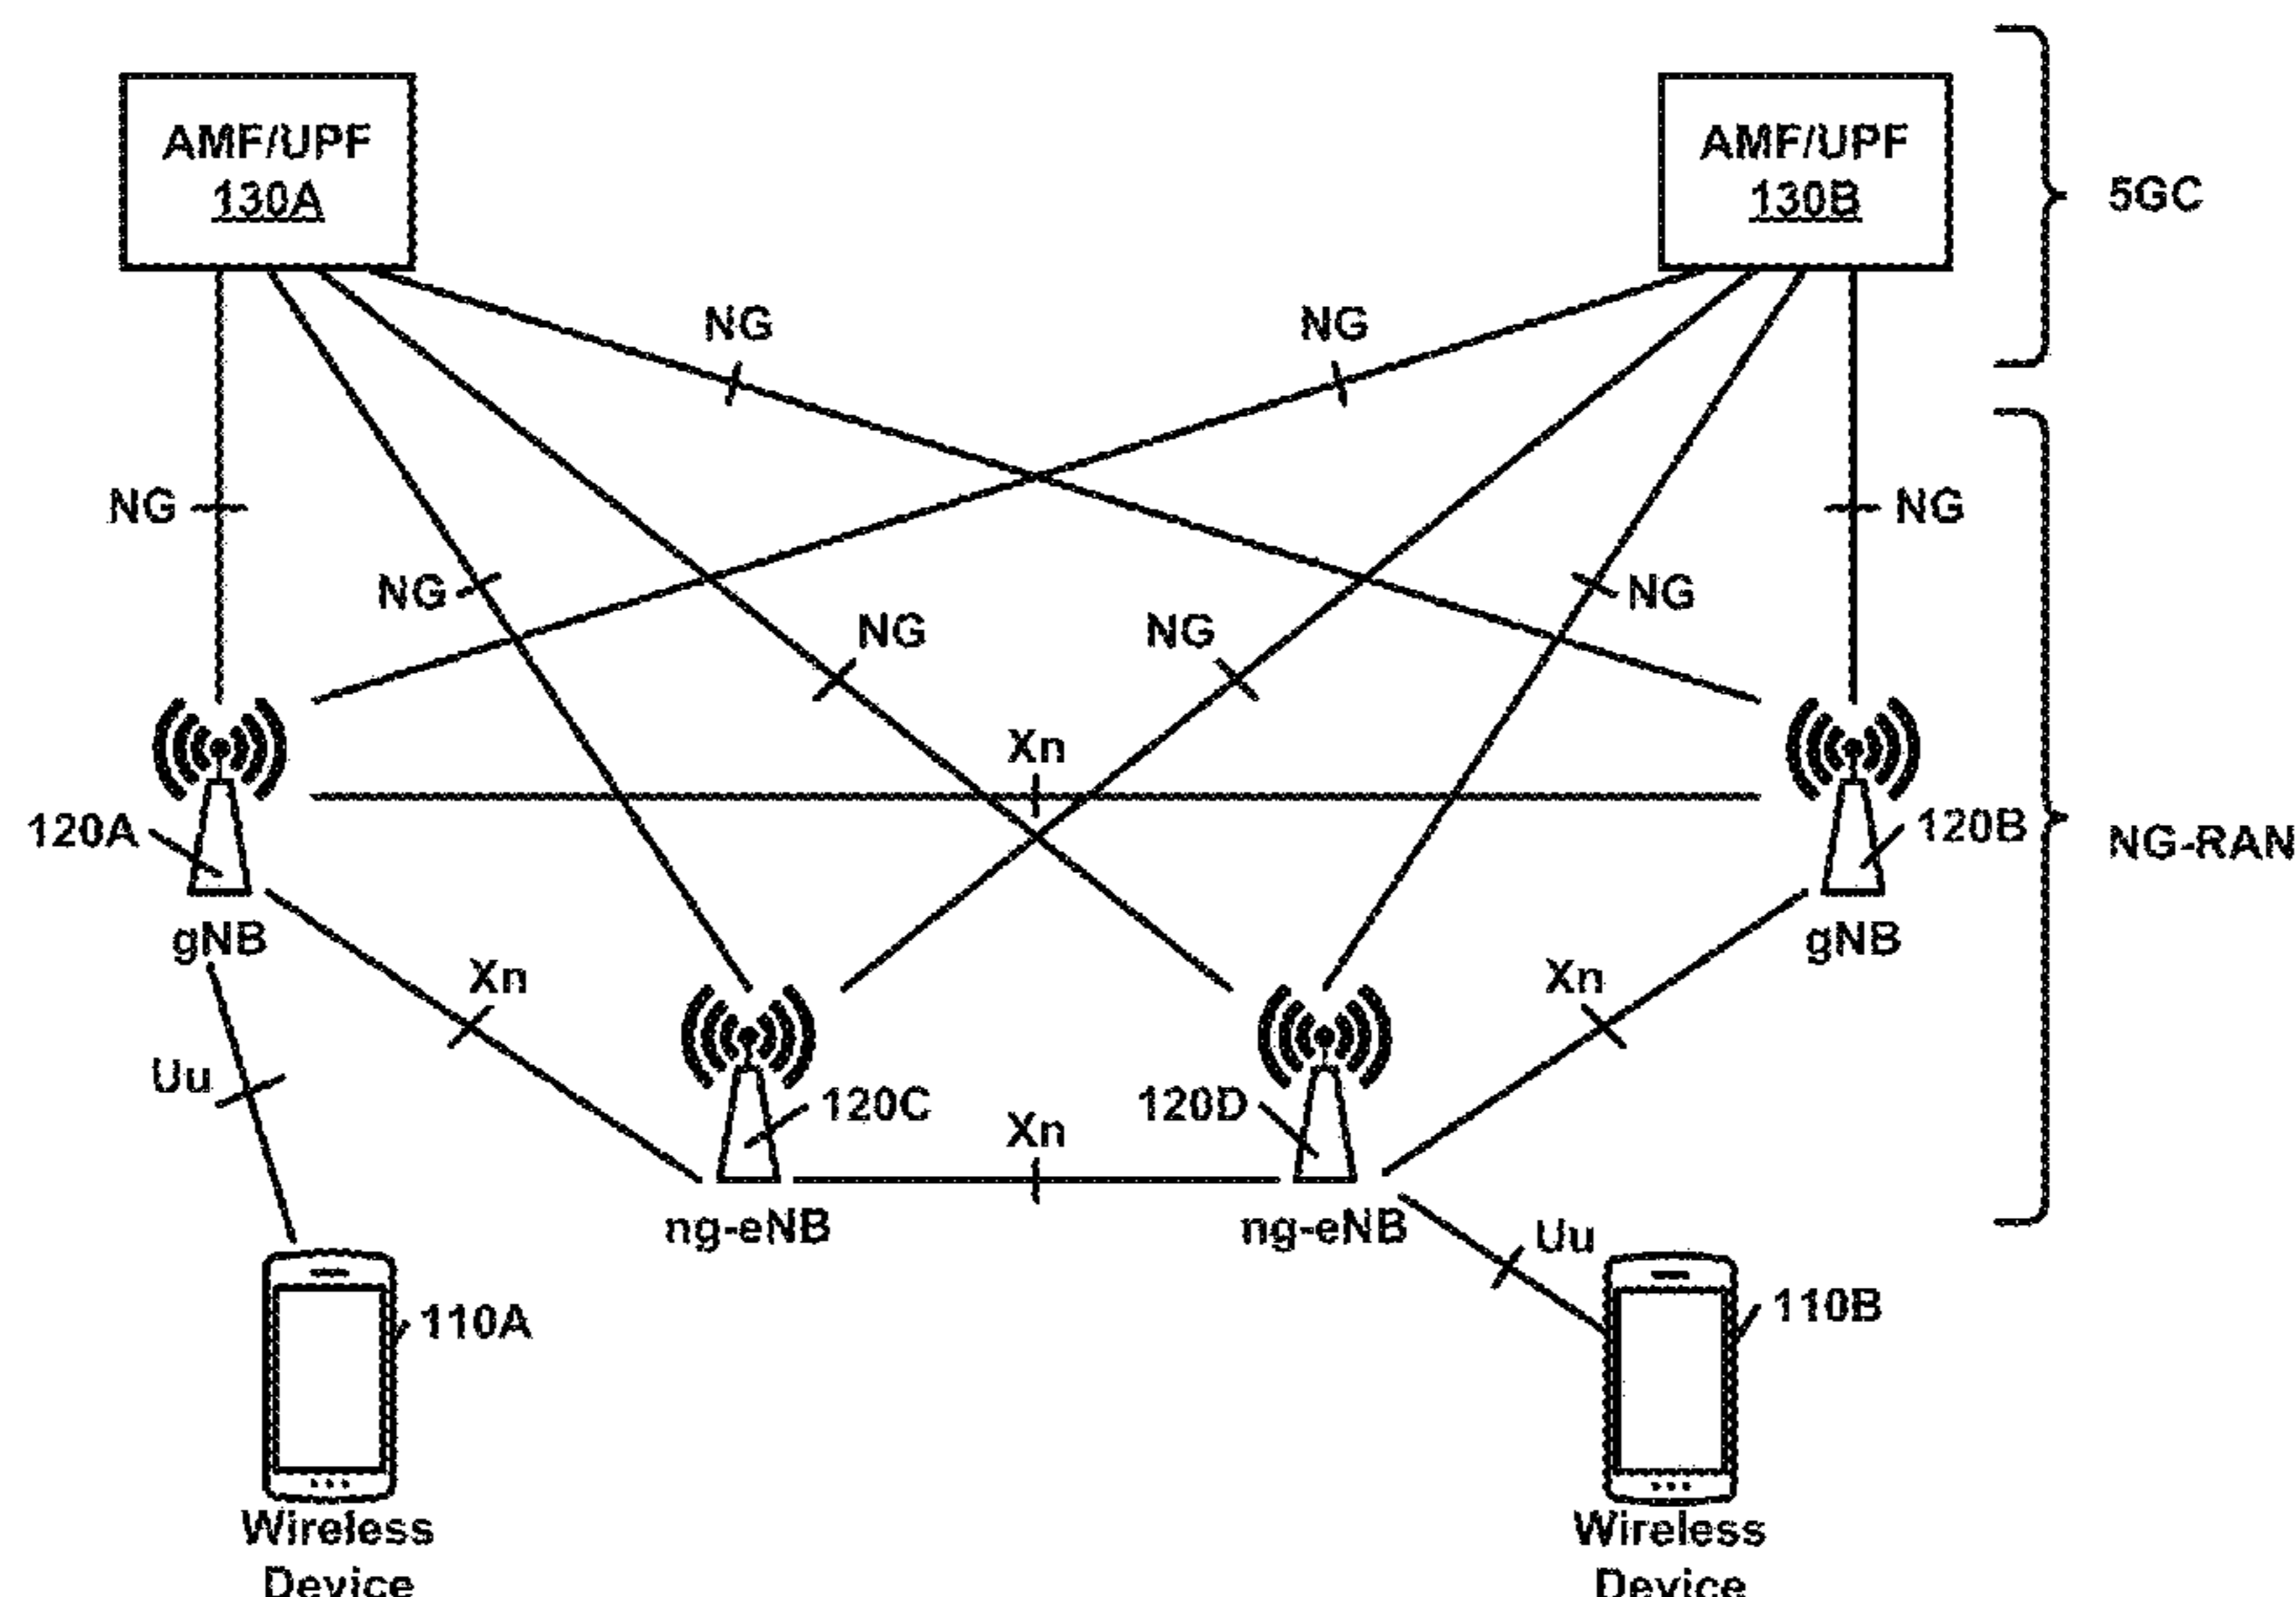 AMF/UPF
130A
AMF/UPF
130B
5GC
NG
NG
NG
NG
NG
NG
NG
NG
Xn
120A
120B
NG-RAN
gNB
gNB
Xn
Xn
Uu
120C
120D
Xn
ng-eNB
ng-eNB
Uu
110A
110B
Wireless
Device
Wireless
Device